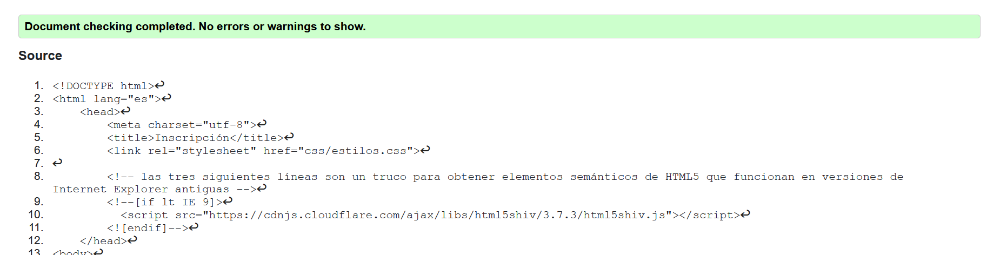 Document checking completed. No errors or warnings to show.
Source
1. <!DOCTYPE html>↩
2. <html lang="es">↩
3. <head>↩
4. <meta charset="utf-8">↩
5. <title>Inscripción</title>↩
6. <link rel="stylesheet" href="css/estilos.css">↩
7. ↩
8. <!-- las tres siguientes líneas son un truco para obtener elementos semánticos de HTML5 que funcionan en versiones de
Internet Explorer antiguas -->↩
9. <!--[if lt IE 9]>↩
10. <script src="https://cdnjs.cloudflare.com/ajax/libs/html5shiv/3.7.3/html5shiv.js"></script>↩
11. <![endif]-->↩
12. </head>↩
13. <body>↩